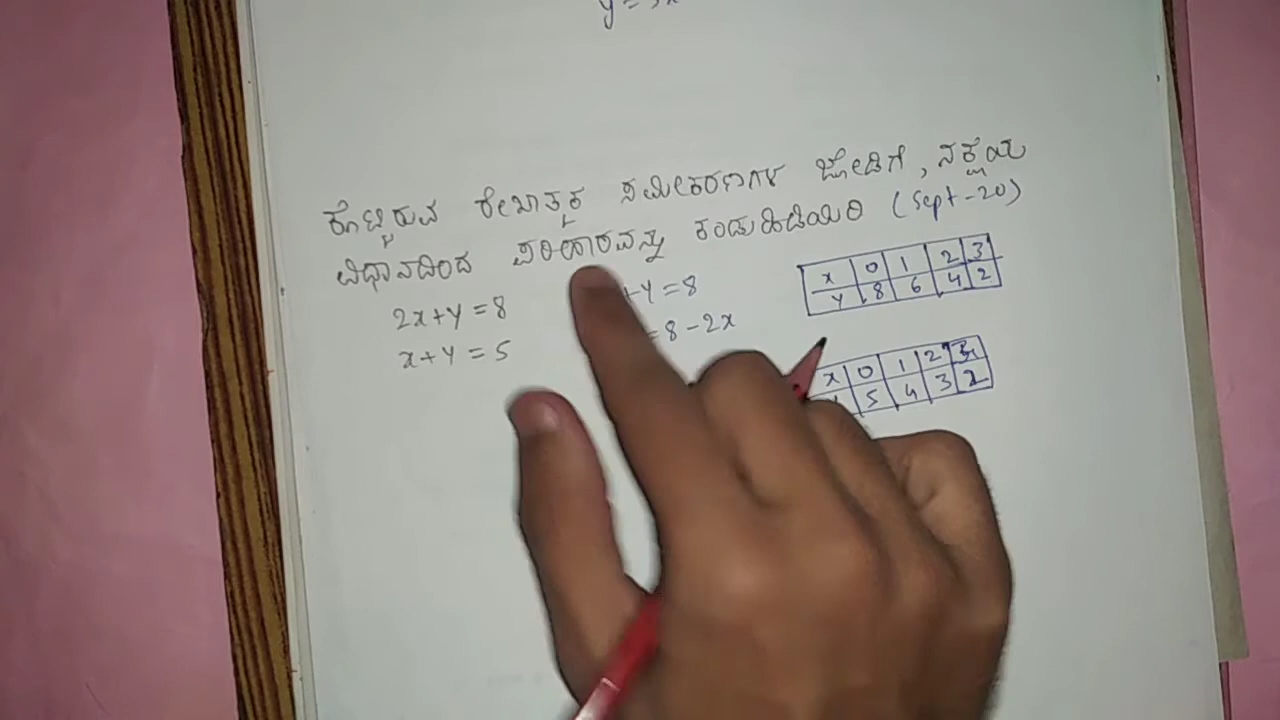 y = 3x
ಕೊಟ್ಟಿರುವ ರೇಖಾತ್ಮಕ ಸಮೀಕರಣಗಳ ಜೋಡಿಗೆ, ನಕ್ಷೆಯ
ವಿಧಾನದಿಂದ ಪರಿಹಾರವನ್ನು ಕಂಡುಹಿಡಿಯಿರಿ (Sept-20)
2x+y=8
x+y=5
+y=8
=8-2x
x 0 1 2 3
y 8 6 4 2
x 0 1 2 3
5 4 3 2